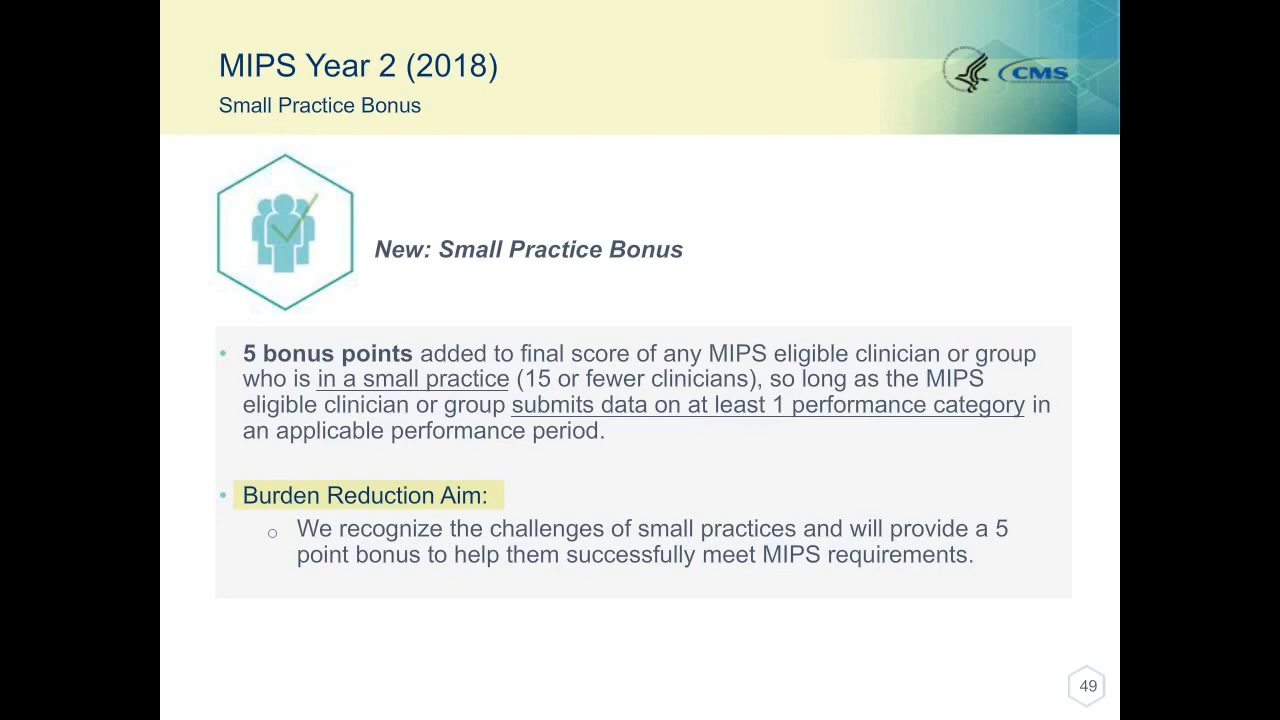 MIPS Year 2 (2018)
Small Practice Bonus
CMS
New: Small Practice Bonus
• 5 bonus points added to final score of any MIPS eligible clinician or group
who is in a small practice (15 or fewer clinicians), so long as the MIPS
eligible clinician or group submits data on at least 1 performance category in
an applicable performance period.
• Burden Reduction Aim:
o We recognize the challenges of small practices and will provide a 5
point bonus to help them successfully meet MIPS requirements.
49